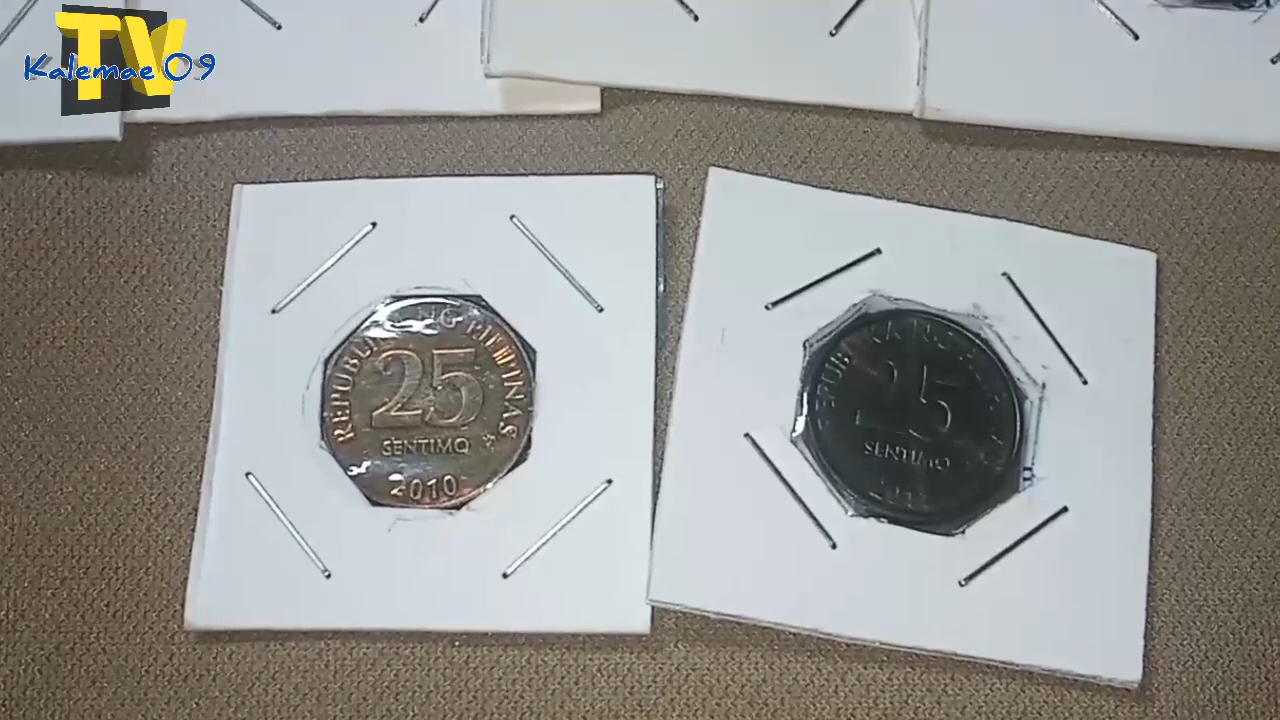 TV
Kalemae 09
REPUBLIKA NG PILIPINAS
25
SENTIMO
2010
25
SENTIMO